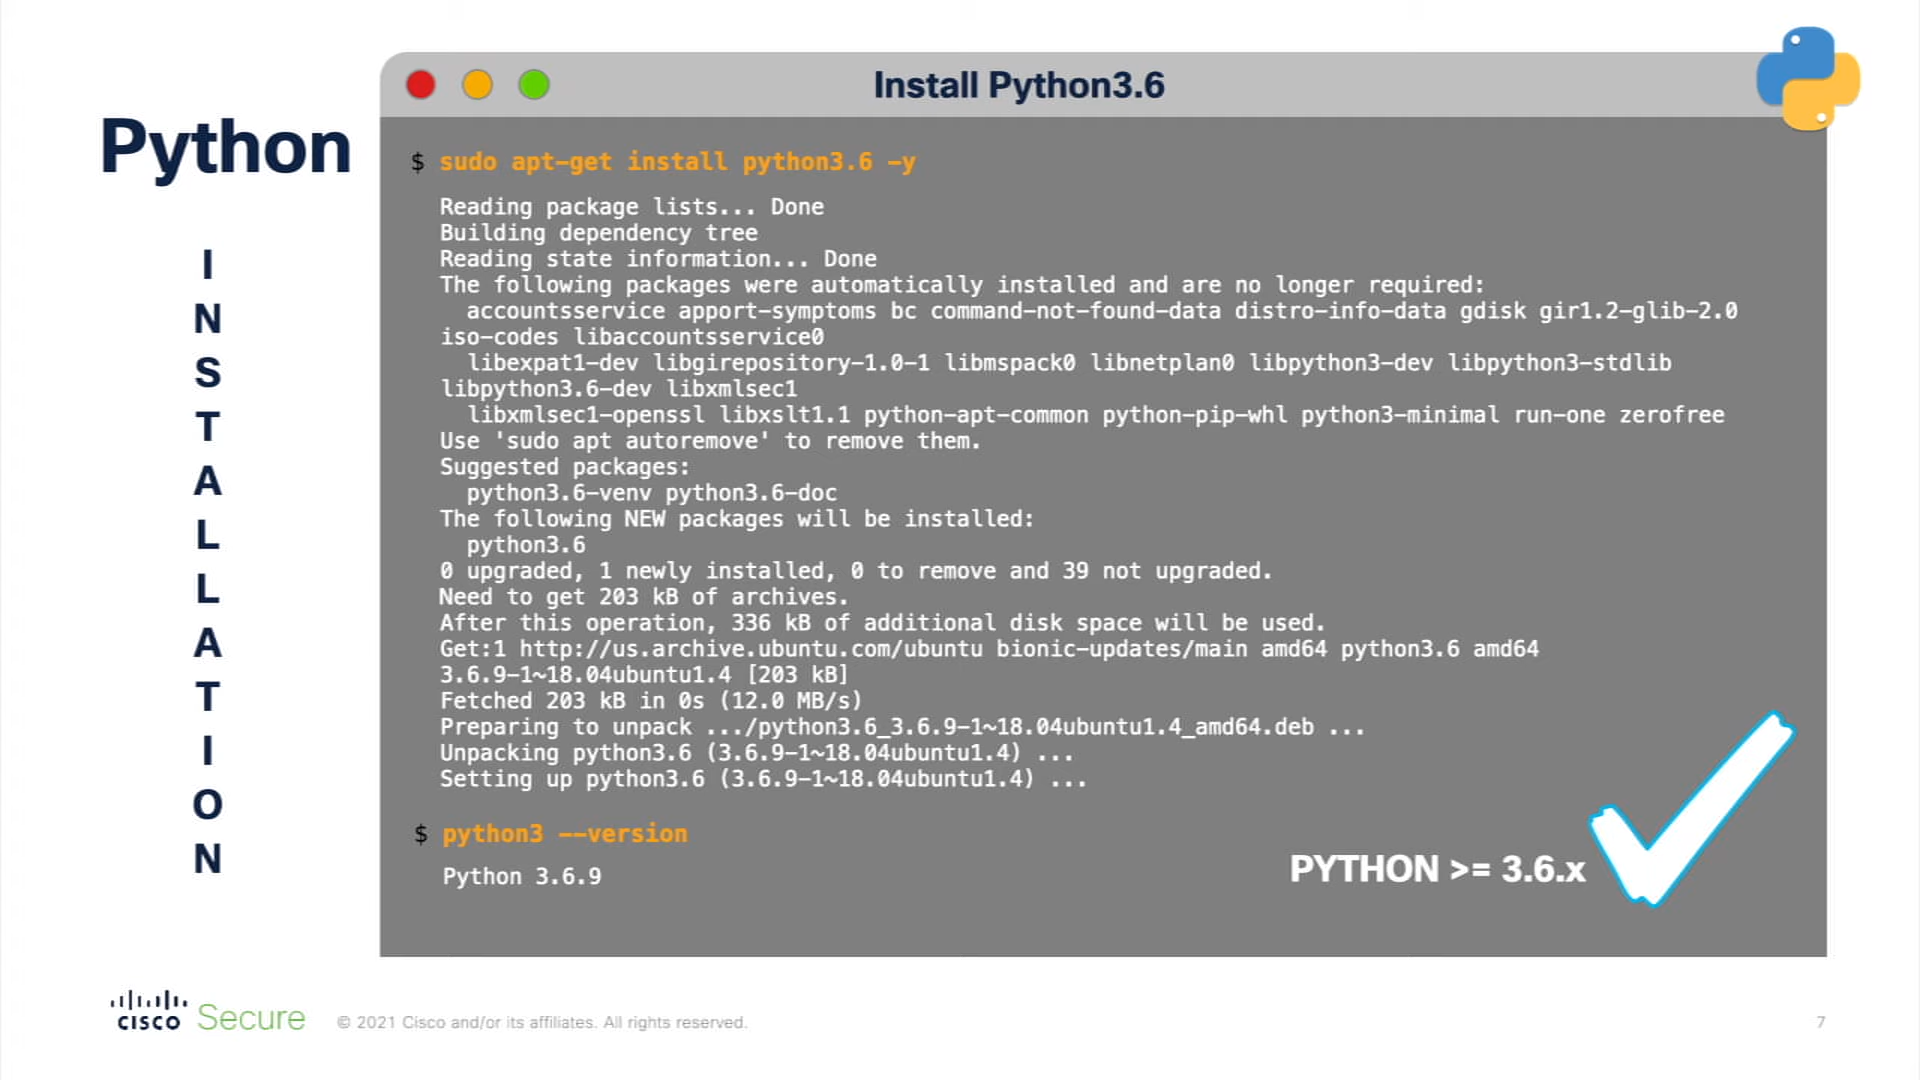 Install Python3.6
Python
I
N
S
T
A
L
L
A
T
I
O
N
$ sudo apt-get install python3.6 -y
Reading package lists... Done
Building dependency tree
Reading state information... Done
The following packages were automatically installed and are no longer required:
accountsservice apport-symptoms bc command-not-found-data distro-info-data gdisk gir1.2-glib-2.0
iso-codes libaccountsservice0
libexpat1-dev libgirepository-1.0-1 libmspack0 libnetplan0 libpython3-dev libpython3-stdlib
libpython3.6-dev libxmlsec1
libxmlsec1-openssl libxslt1.1 python-apt-common python-pip-whl python3-minimal run-one zerofree
Use 'sudo apt autoremove' to remove them.
Suggested packages:
python3.6-venv python3.6-doc
The following NEW packages will be installed:
python3.6
0 upgraded, 1 newly installed, 0 to remove and 39 not upgraded.
Need to get 203 kB of archives.
After this operation, 336 kB of additional disk space will be used.
Get:1 http://us.archive.ubuntu.com/ubuntu bionic-updates/main amd64 python3.6 amd64
3.6.9-1~18.04ubuntu1.4 [203 kB]
Fetched 203 kB in 0s (12.0 MB/s)
Preparing to unpack .../python3.6_3.6.9-1~18.04ubuntu1.4_amd64.deb ...
Unpacking python3.6 (3.6.9-1~18.04ubuntu1.4) ...
Setting up python3.6 (3.6.9-1~18.04ubuntu1.4) ...
$ python3 --version
Python 3.6.9
PYTHON >= 3.6.x
CISCO Secure
© 2021 Cisco and/or its affiliates. All rights reserved.
7